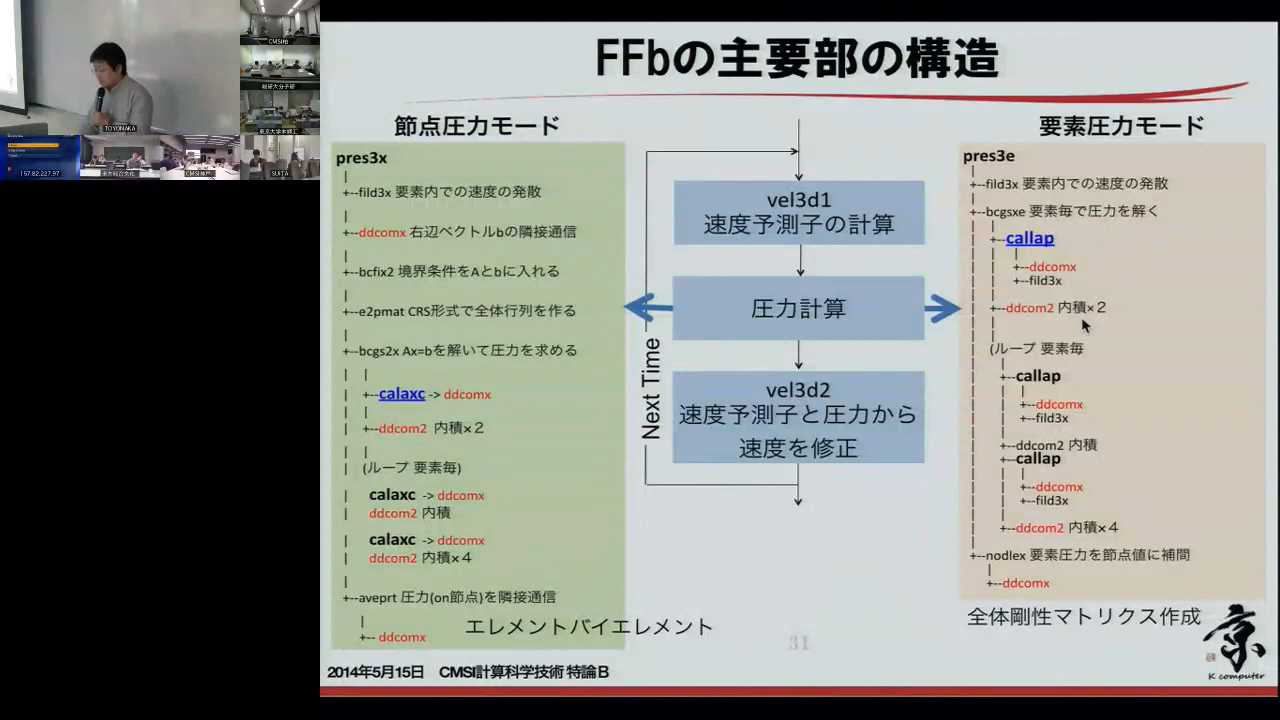 FFbの主要部の構造
節点圧力モード
pres3x
+--fild3x 要素内での速度の発散
+--ddcomx 右辺ベクトルbの隣接通信
+--bcfix2 境界条件をAとbに入れる
+--e2pmat CRS形式で全体行列を作る
+--bcgs2x Ax=bを解いて圧力を求める
+--calaxc -> ddcomx
+--ddcom2 内積×2
(ループ 要素毎)
calaxc -> ddcomx
ddcom2 内積
calaxc -> ddcomx
ddcom2 内積×4
+--aveprt 圧力(on節点)を隣接通信
+-- ddcomx
エレメントバイエレメント
vel3d1
速度予測子の計算
圧力計算
vel3d2
速度予測子と圧力から
速度を修正
Next Time
要素圧力モード
pres3e
+--fild3x 要素内での速度の発散
+--bcgsxe 要素毎で圧力を解く
+--callap
+--ddcomx
+--fild3x
+--ddcom2 内積×2
(ループ 要素毎
+--callap
+--ddcomx
+--fild3x
+--ddcom2 内積
+--callap
+--ddcomx
+--fild3x
+--ddcom2 内積×4
+--nodlex 要素圧力を節点値に補間
+--ddcomx
全体剛性マトリクス作成
31
京
K computer
2014年5月15日 CMSI計算科学技術 特論B
TOYONAKA
CMSI柏
SUITA
157.82.227.97